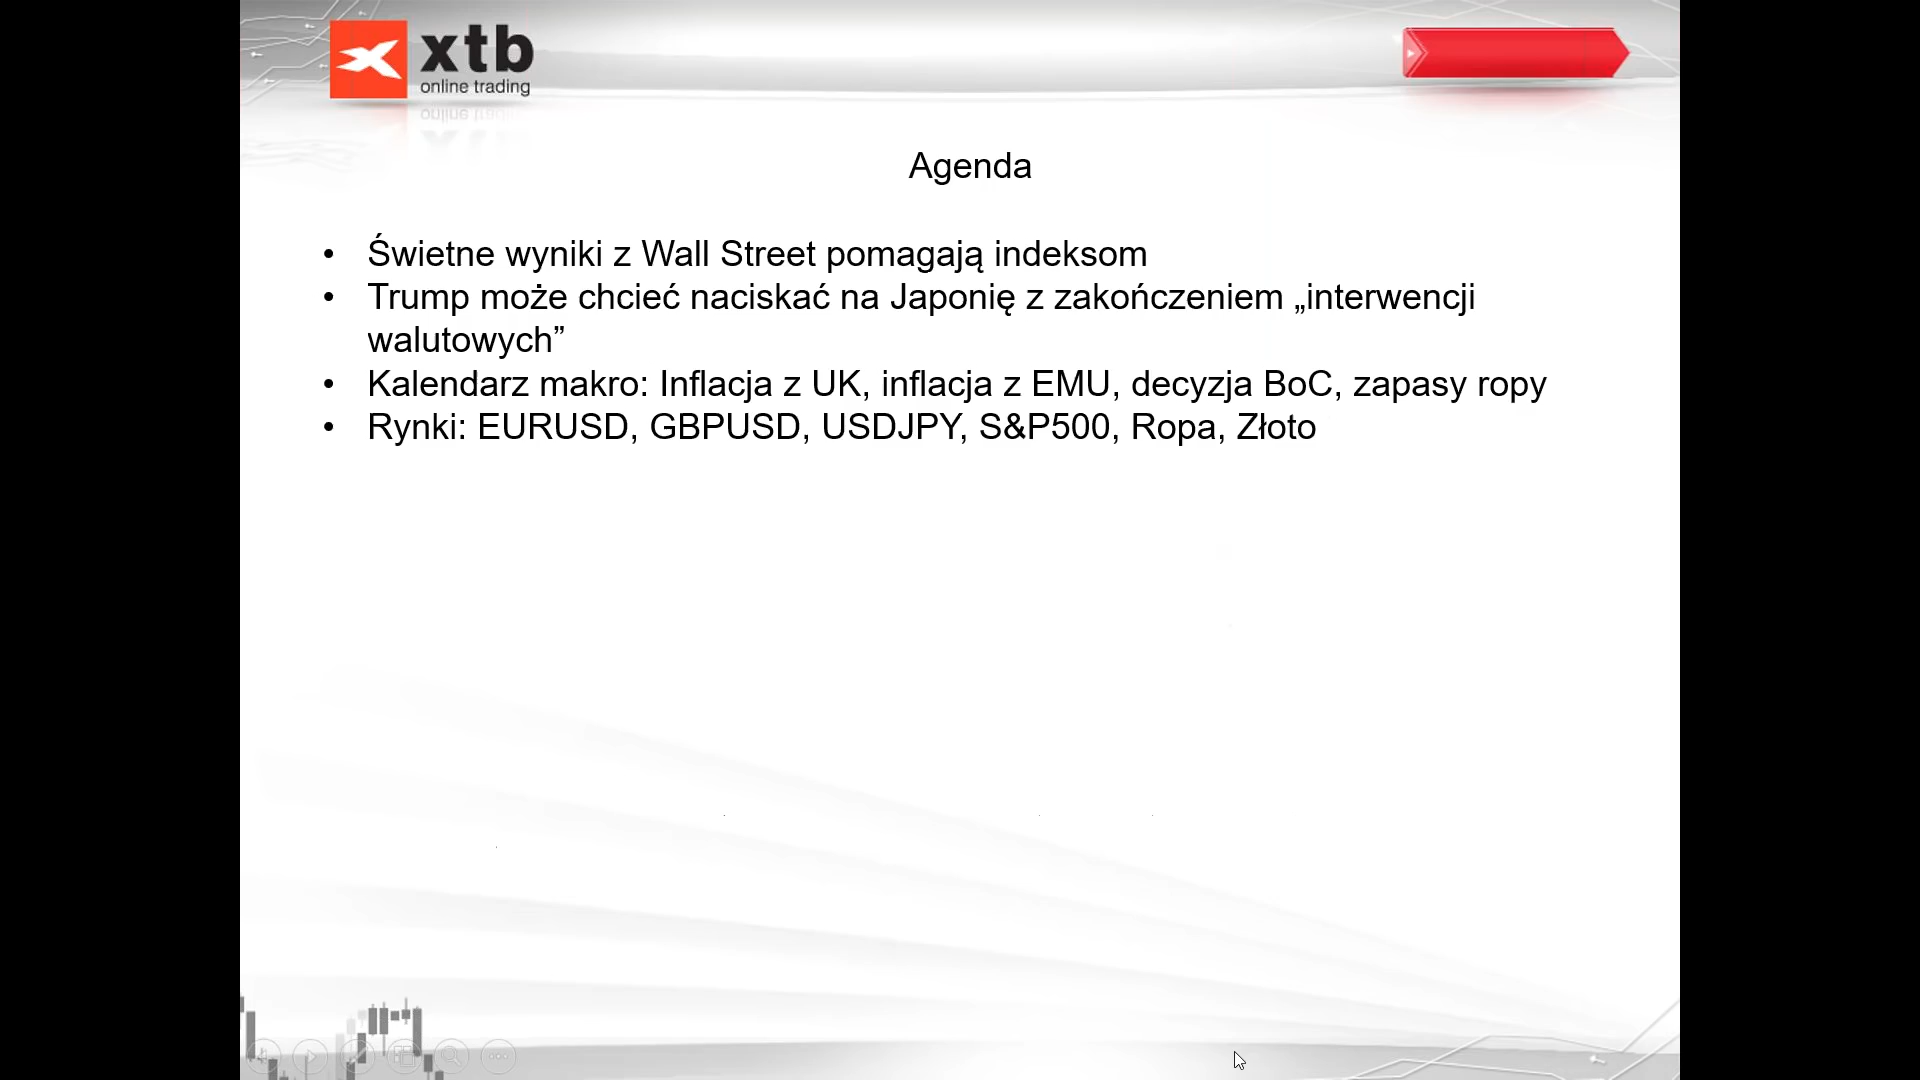 xtb
online trading
Agenda
• Świetne wyniki z Wall Street pomagają indeksom
• Trump może chcieć naciskać na Japonię z zakończeniem „interwencji
walutowych”
• Kalendarz makro: Inflacja z UK, inflacja z EMU, decyzja BoC, zapasy ropy
• Rynki: EURUSD, GBPUSD, USDJPY, S&P500, Ropa, Złoto